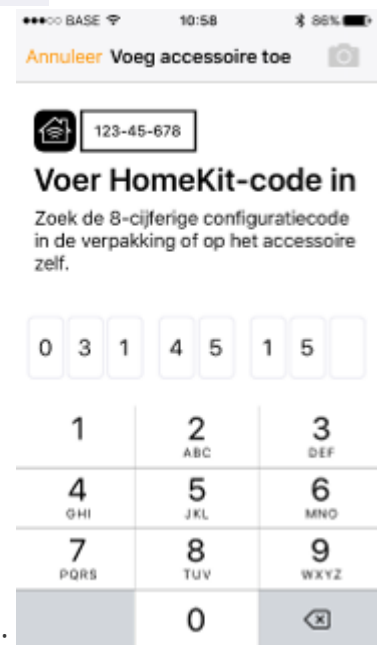 BASE 10:58 86%
Annuleer Voeg accessoire toe
123-45-678
Voer HomeKit-code in
Zoek de 8-cijferige configuratiecode
in de verpakking of op het accessoire
zelf.
0 3 1 4 5 1 5
1 2 3
ABC DEF
4 5 6
GHI JKL MNO
7 8 9
PQRS TUV WXYZ
. 0